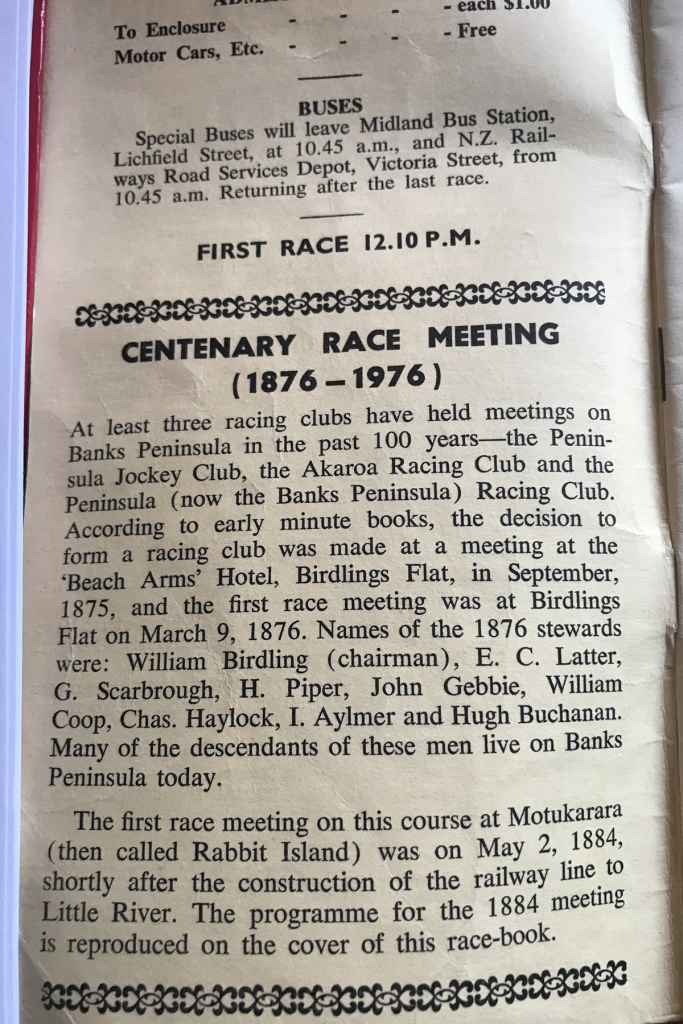 - each $1.00
To Enclosure - - - - Free
Motor Cars, Etc. - - -
BUSES
Special Buses will leave Midland Bus Station,
Lichfield Street, at 10.45 a.m., and N.Z. Rail-
ways Road Services Depot, Victoria Street, from
10.45 a.m. Returning after the last race.
FIRST RACE 12.10 P.M.
CENTENARY RACE MEETING
(1876 – 1976)
At least three racing clubs have held meetings on
Banks Peninsula in the past 100 years—the Penin-
sula Jockey Club, the Akaroa Racing Club and the
Peninsula (now the Banks Peninsula) Racing Club.
According to early minute books, the decision to
form a racing club was made at a meeting at the
‘Beach Arms’ Hotel, Birdlings Flat, in September,
1875, and the first race meeting was at Birdlings
Flat on March 9, 1876. Names of the 1876 stewards
were: William Birdling (chairman), E. C. Latter,
G. Scarbrough, H. Piper, John Gebbie, William
Coop, Chas. Haylock, I. Aylmer and Hugh Buchanan.
Many of the descendants of these men live on Banks
Peninsula today.
The first race meeting on this course at Motukarara
(then called Rabbit Island) was on May 2, 1884,
shortly after the construction of the railway line to
Little River. The programme for the 1884 meeting
is reproduced on the cover of this race-book.